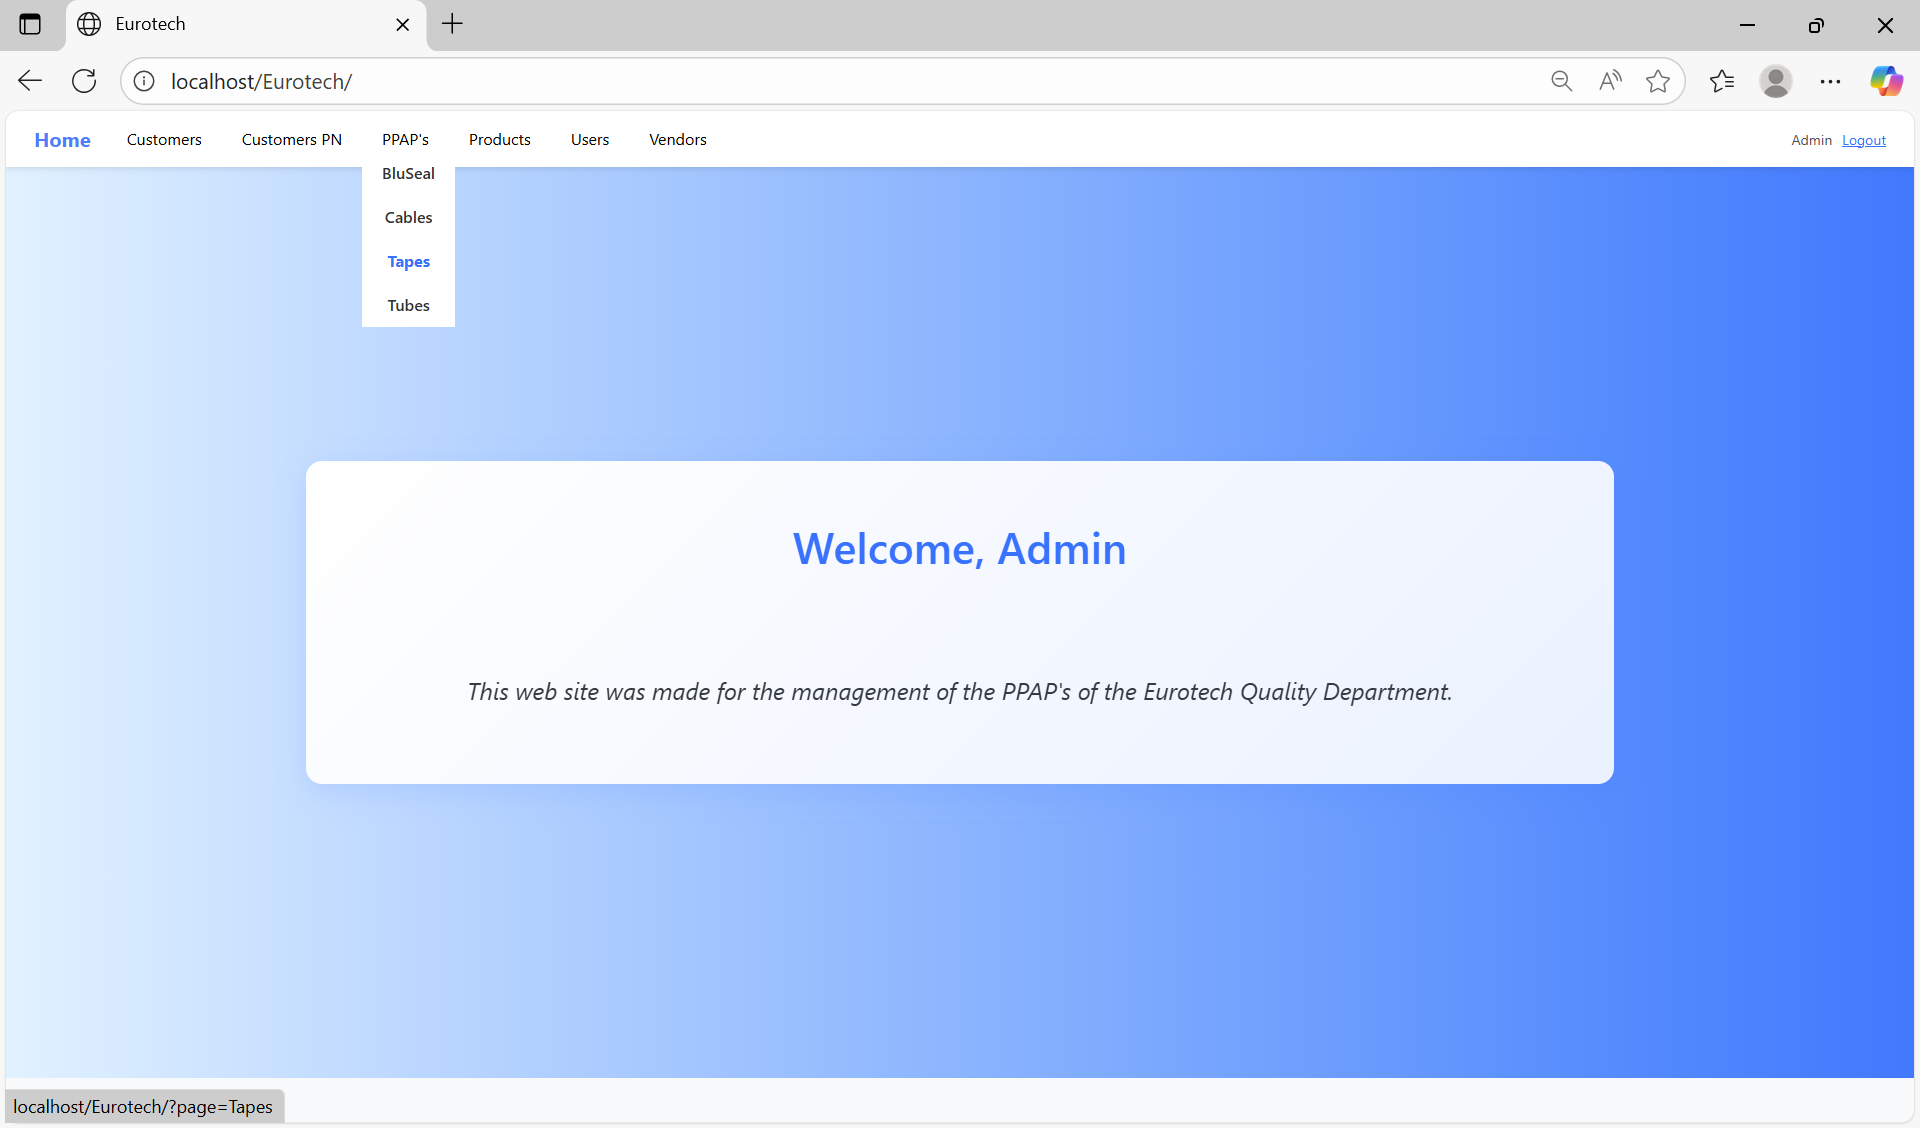 Eurotech
localhost/Eurotech/
Home Customers Customers PN PPAP's Products Users Vendors Admin Logout
BluSeal
Cables
Tapes
Tubes
Welcome, Admin
This web site was made for the management of the PPAP's of the Eurotech Quality Department.
localhost/Eurotech/?page=Tapes